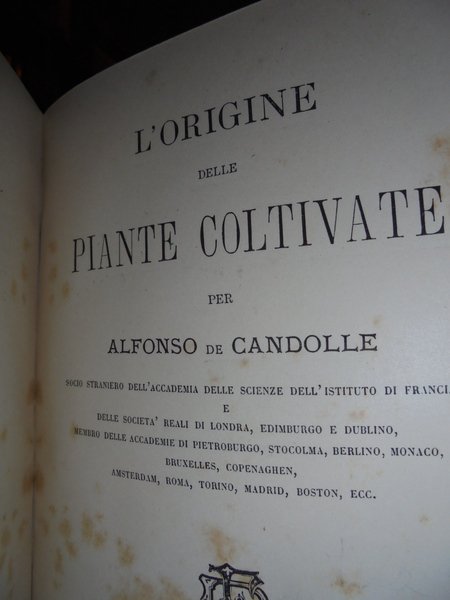 L'ORIGINE
DELLE
PIANTE COLTIVATE
PER
ALFONSO DE CANDOLLE
SOCIO STRANIERO DELL'ACCADEMIA DELLE SCIENZE DELL'ISTITUTO DI FRANCIA
E
DELLE SOCIETA' REALI DI LONDRA, EDIMBURGO E DUBLINO,
MEMBRO DELLE ACCADEMIE DI PIETROBURGO, STOCOLMA, BERLINO, MONACO,
BRUXELLES, COPENAGHEN,
AMSTERDAM, ROMA, TORINO, MADRID, BOSTON, ECC.